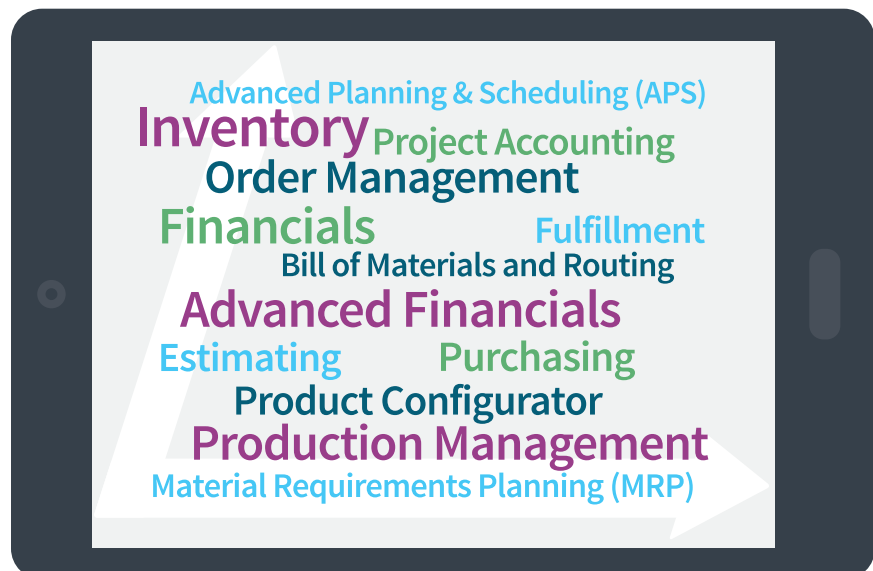 Advanced Planning & Scheduling (APS)
Inventory
Project Accounting
Order Management
Financials
Fulfillment
Bill of Materials and Routing
Advanced Financials
Estimating
Purchasing
Product Configurator
Production Management
Material Requirements Planning (MRP)